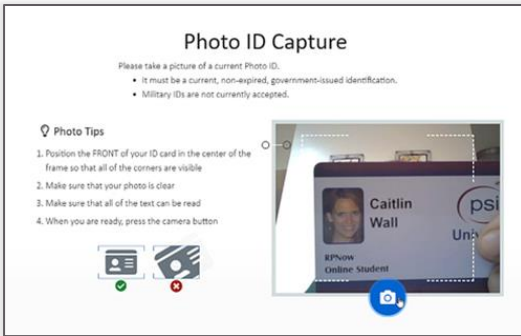 Photo ID Capture
Please take a picture of a current Photo ID.
• It must be a current, non-expired, government-issued identification.
• Military IDs are not currently accepted.
Photo Tips
1. Position the FRONT of your ID card in the center of the
frame so that all of the corners are visible
2. Make sure that your photo is clear
3. Make sure that all of the text can be read
4. When you are ready, press the camera button
Caitlin
Wall
psi
Uni
RPNow
Online Student